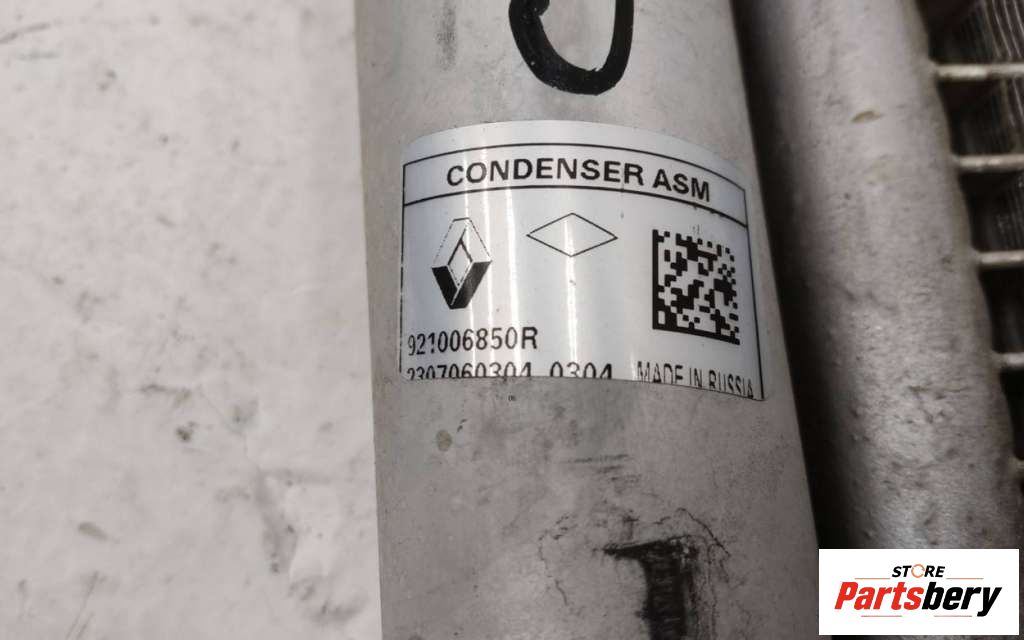 CONDENSER ASM
921006850R
2307060304 0304 MADE IN RUSSIA
STORE
Partsbery